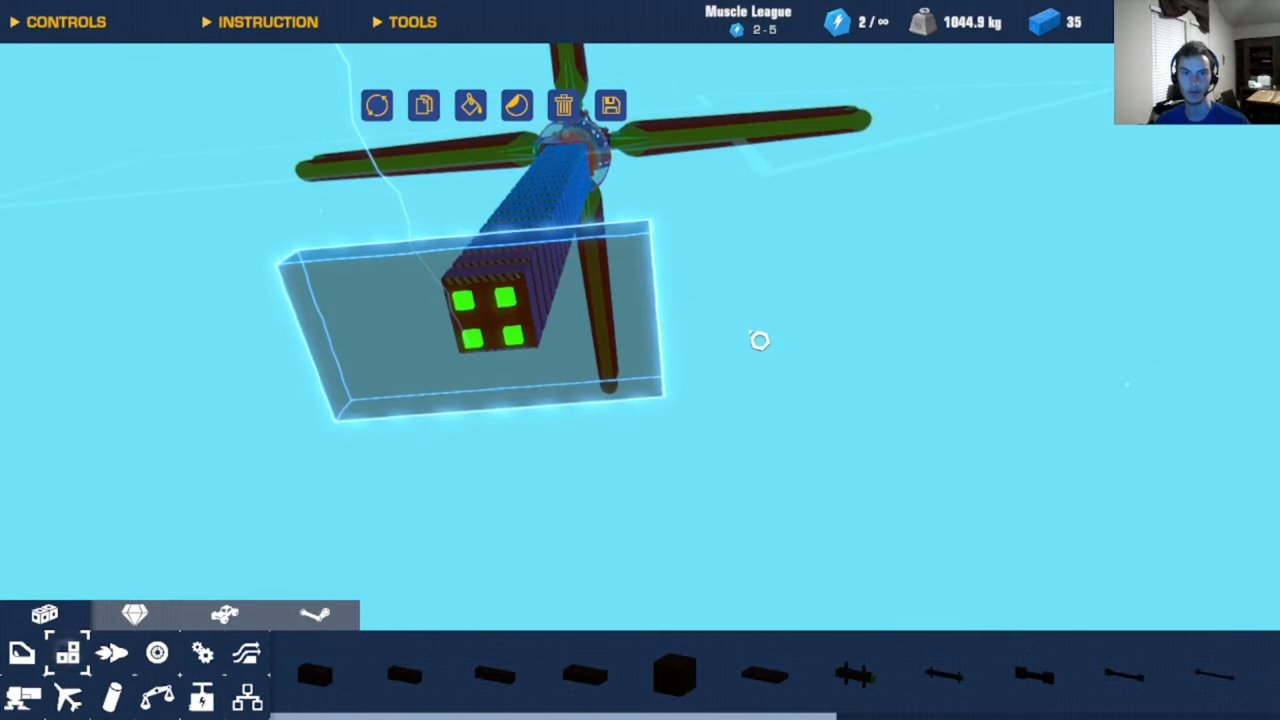 CONTROLS
INSTRUCTION
TOOLS
Muscle League
2 - 5
2 / ∞
1044.9 kg
35